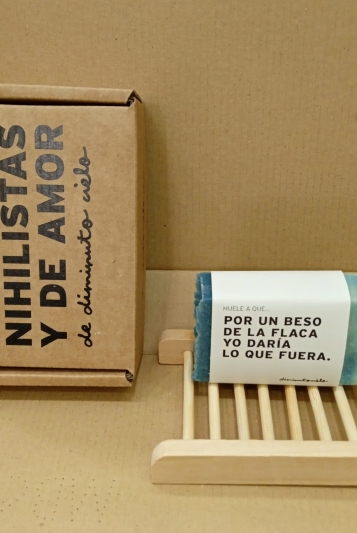 NIHILISTAS
Y DE AMOR
de diminuto cielo
HUELE A QUE...
POR UN BESO
DE LA FLACA
YO DARÍA
LO QUE FUERA.
diminuto cielo